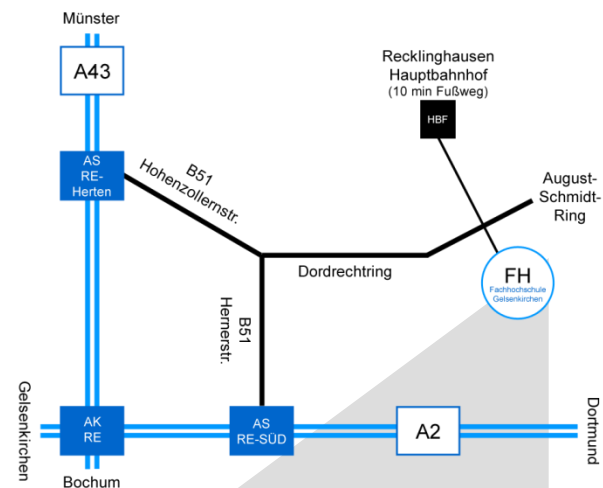 Münster
A43
Recklinghausen
Hauptbahnhof
(10 min Fußweg)
HBF
AS
RE-
Herten
B51
Hohenzollernstr.
August-
Schmidt-
Ring
Dordrechtring
FH
Fachhochschule
Gelsenkirchen
B51
Hernerstr.
Gelsenkirchen
AK
RE
AS
RE-SÜD
A2
Dortmund
Bochum